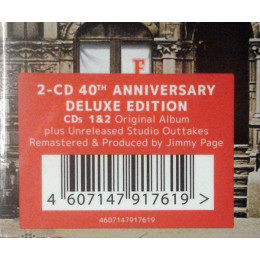 2-CD 40TH ANNIVERSARY
DELUXE EDITION
CDs 1&2 Original Album
plus Unreleased Studio Outtakes
Remastered & Produced by Jimmy Page
4 607147 917619 >
4607147917619